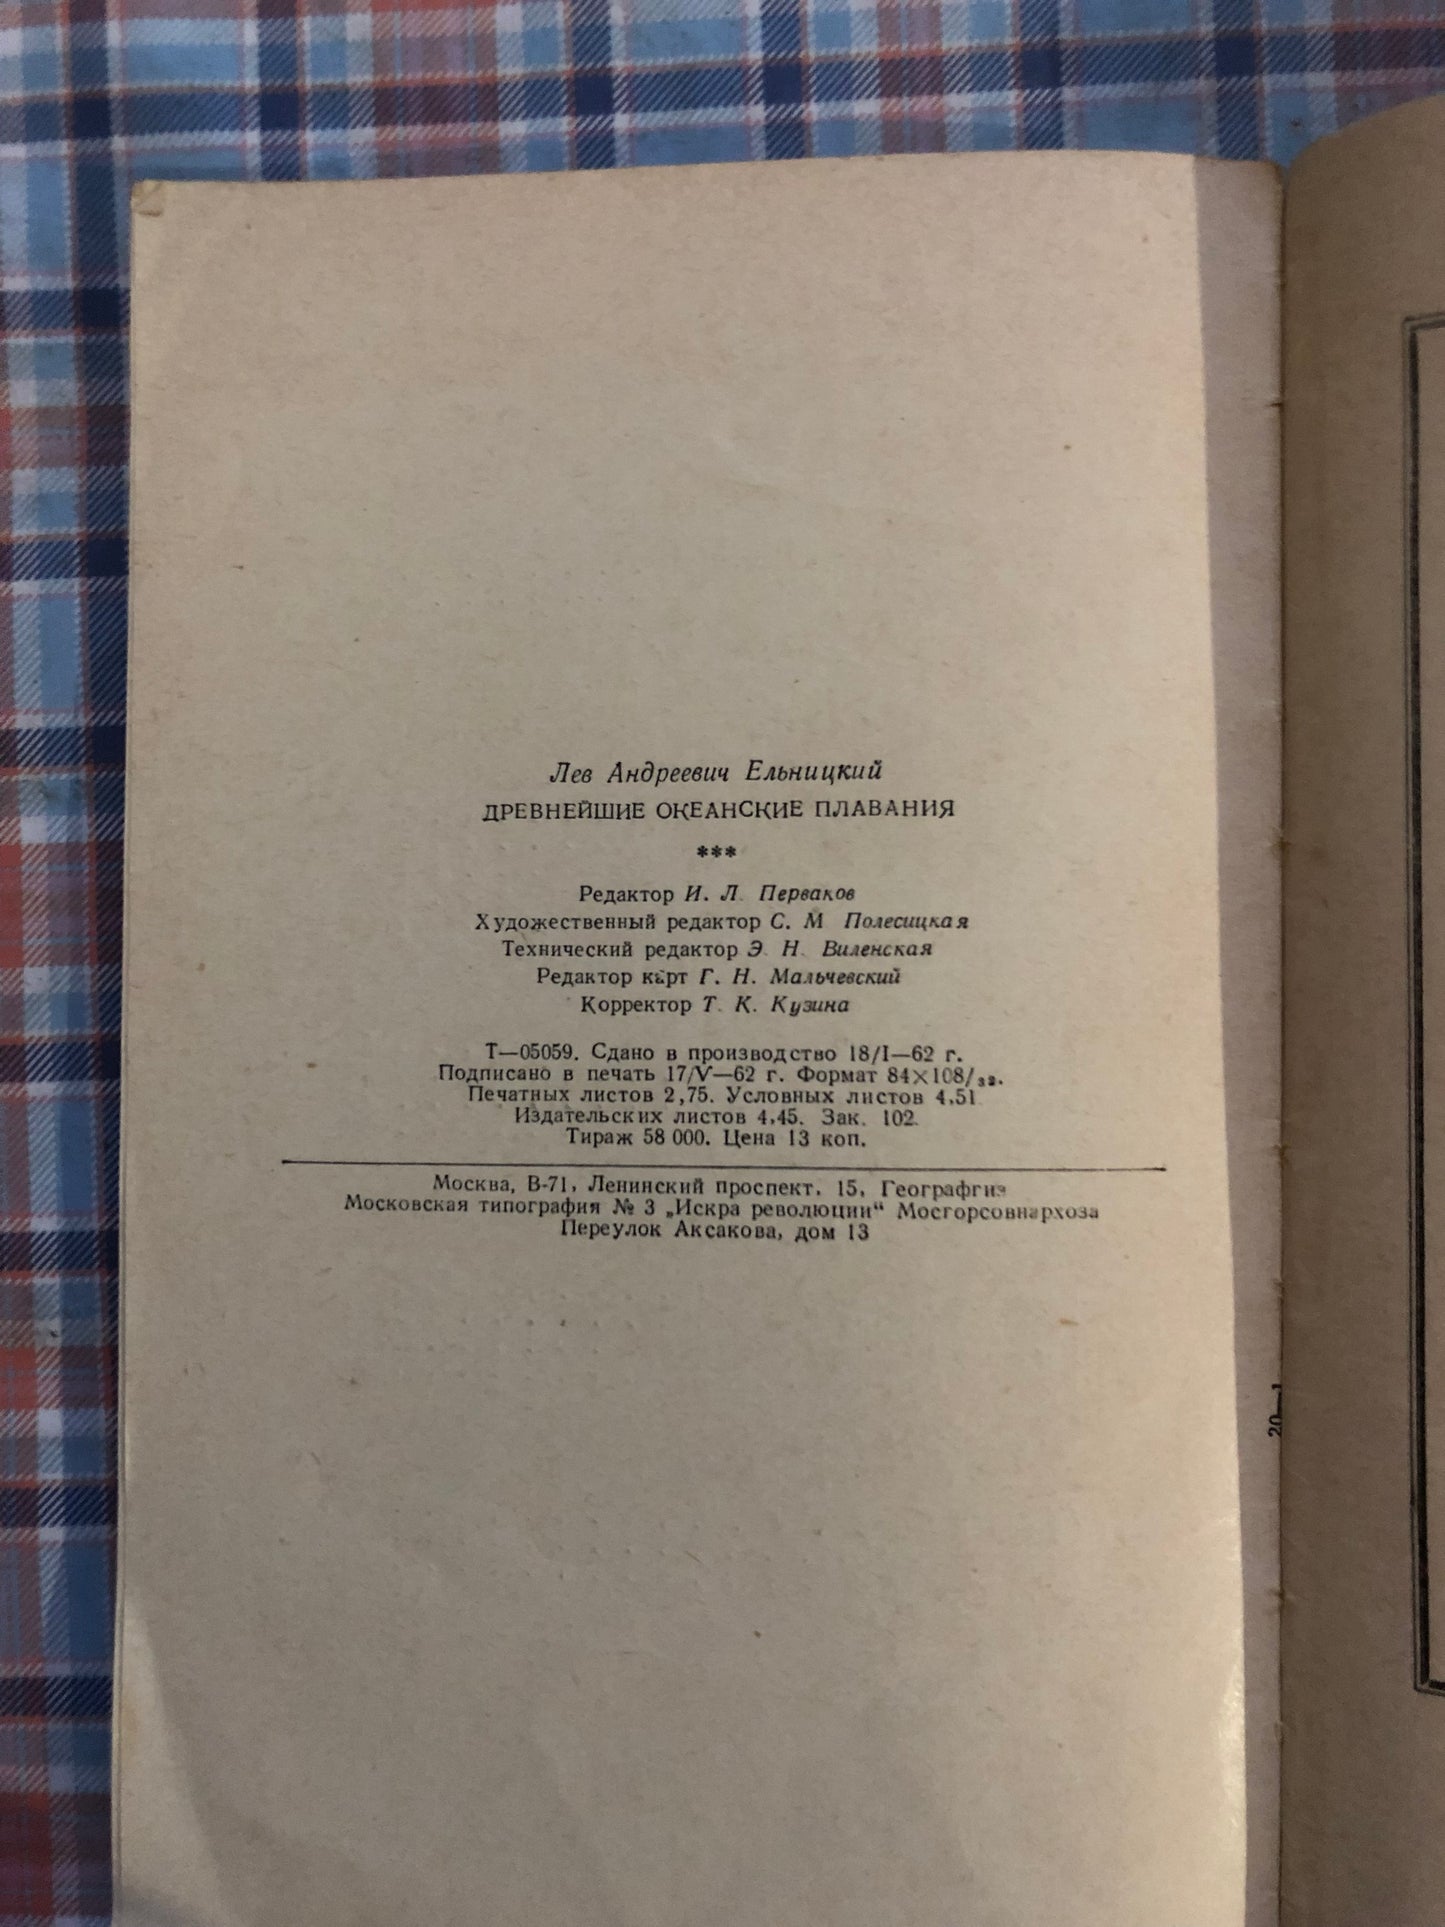 Лев Андреевич Ельницкий
ДРЕВНЕЙШИЕ ОКЕАНСКИЕ ПЛАВАНИЯ
***
Редактор И. Л. Перваков
Художественный редактор С. М. Полесицкая
Технический редактор Э. Н. Виленская
Редактор карт Г. Н. Мальчевский
Корректор Т. К. Кузина
Т—05059. Сдано в производство 18/I—62 г.
Подписано в печать 17/V—62 г. Формат 84×108/₃₂.
Печатных листов 2,75. Условных листов 4,51
Издательских листов 4,45. Зак. 102.
Тираж 58 000. Цена 13 коп.
Москва, В-71, Ленинский проспект, 15, Географгиз
Московская типография № 3 „Искра революции“ Мосгорсовнархоза
Переулок Аксакова, дом 13
20—1